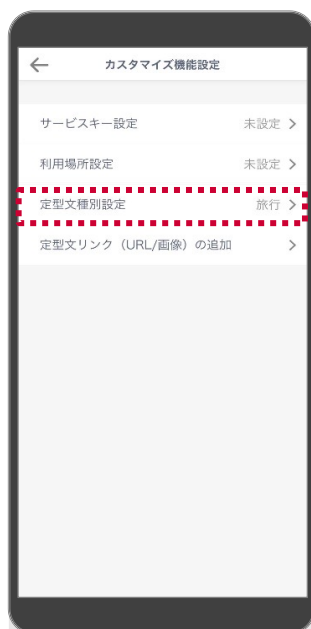 カスタマイズ機能設定
サービスキー設定 未設定
利用場所設定 未設定
定型文種別設定 旅行
定型文リンク（URL/画像）の追加